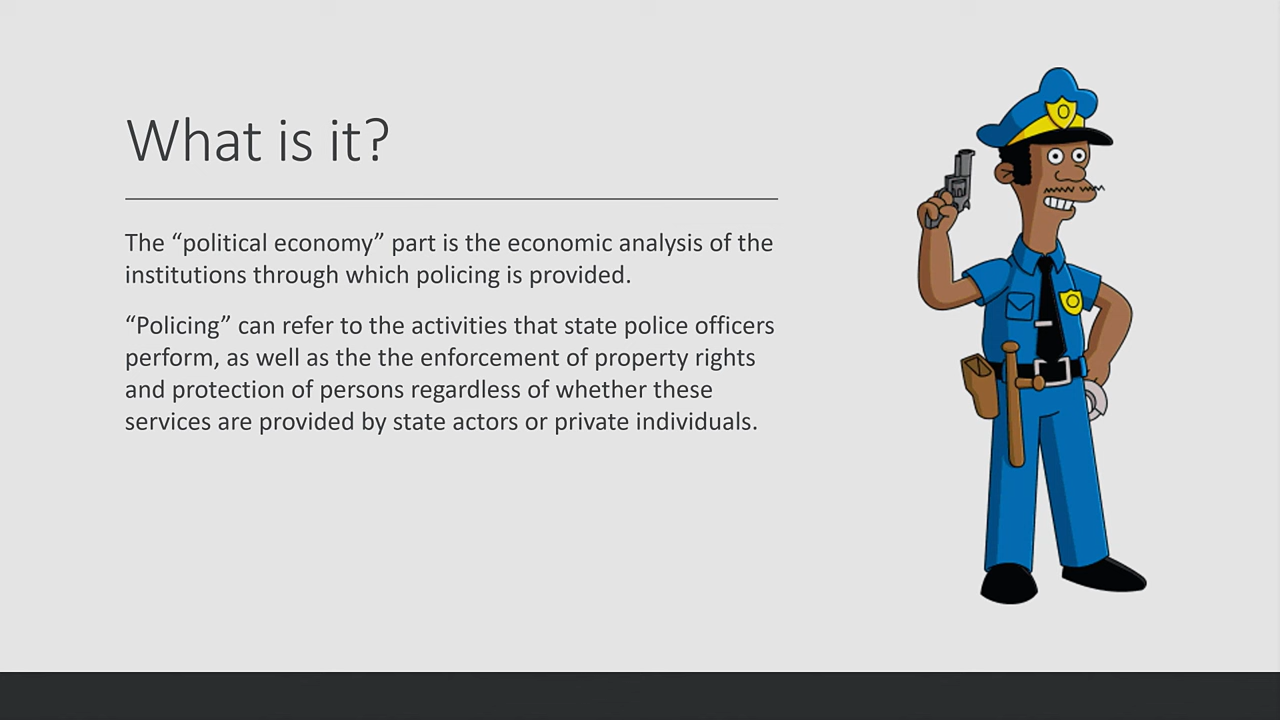 What is it?
The “political economy” part is the economic analysis of the
institutions through which policing is provided.
“Policing” can refer to the activities that state police officers
perform, as well as the the enforcement of property rights
and protection of persons regardless of whether these
services are provided by state actors or private individuals.